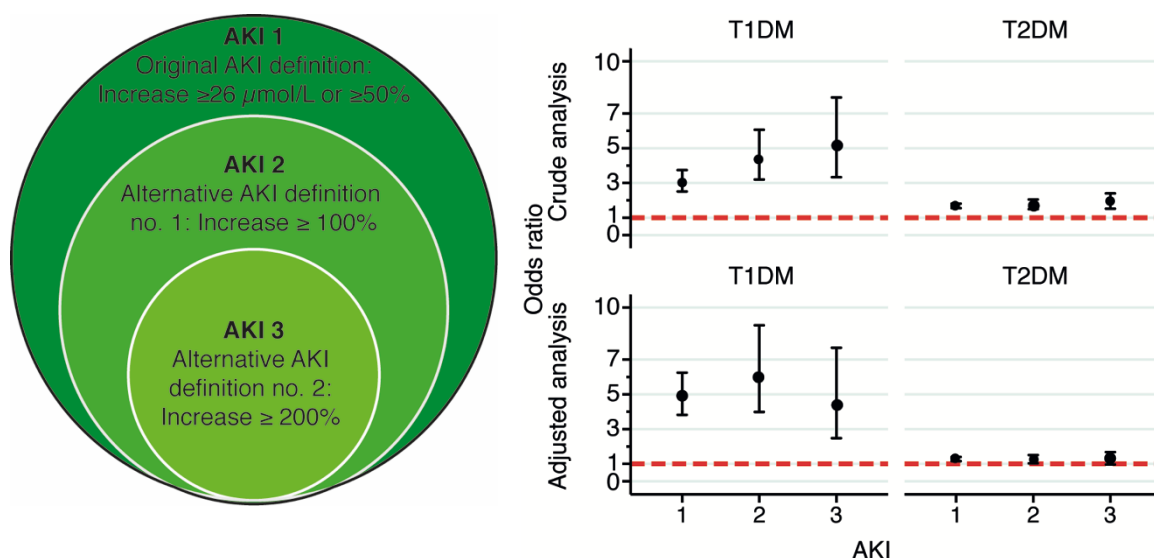 AKI 1
Original AKI definition:
Increase ≥26 µmol/L or ≥50%
AKI 2
Alternative AKI definition
no. 1: Increase ≥ 100%
AKI 3
Alternative AKI
definition no. 2:
Increase ≥ 200%
Odds ratio
Crude analysis
T1DM
T2DM
10
7
5
3
1
0
Adjusted analysis
T1DM
T2DM
10
7
5
3
1
0
1 2 3
1 2 3
AKI